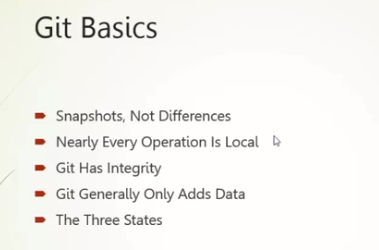 Git Basics
Snapshots, Not Differences
Nearly Every Operation Is Local
Git Has Integrity
Git Generally Only Adds Data
The Three States